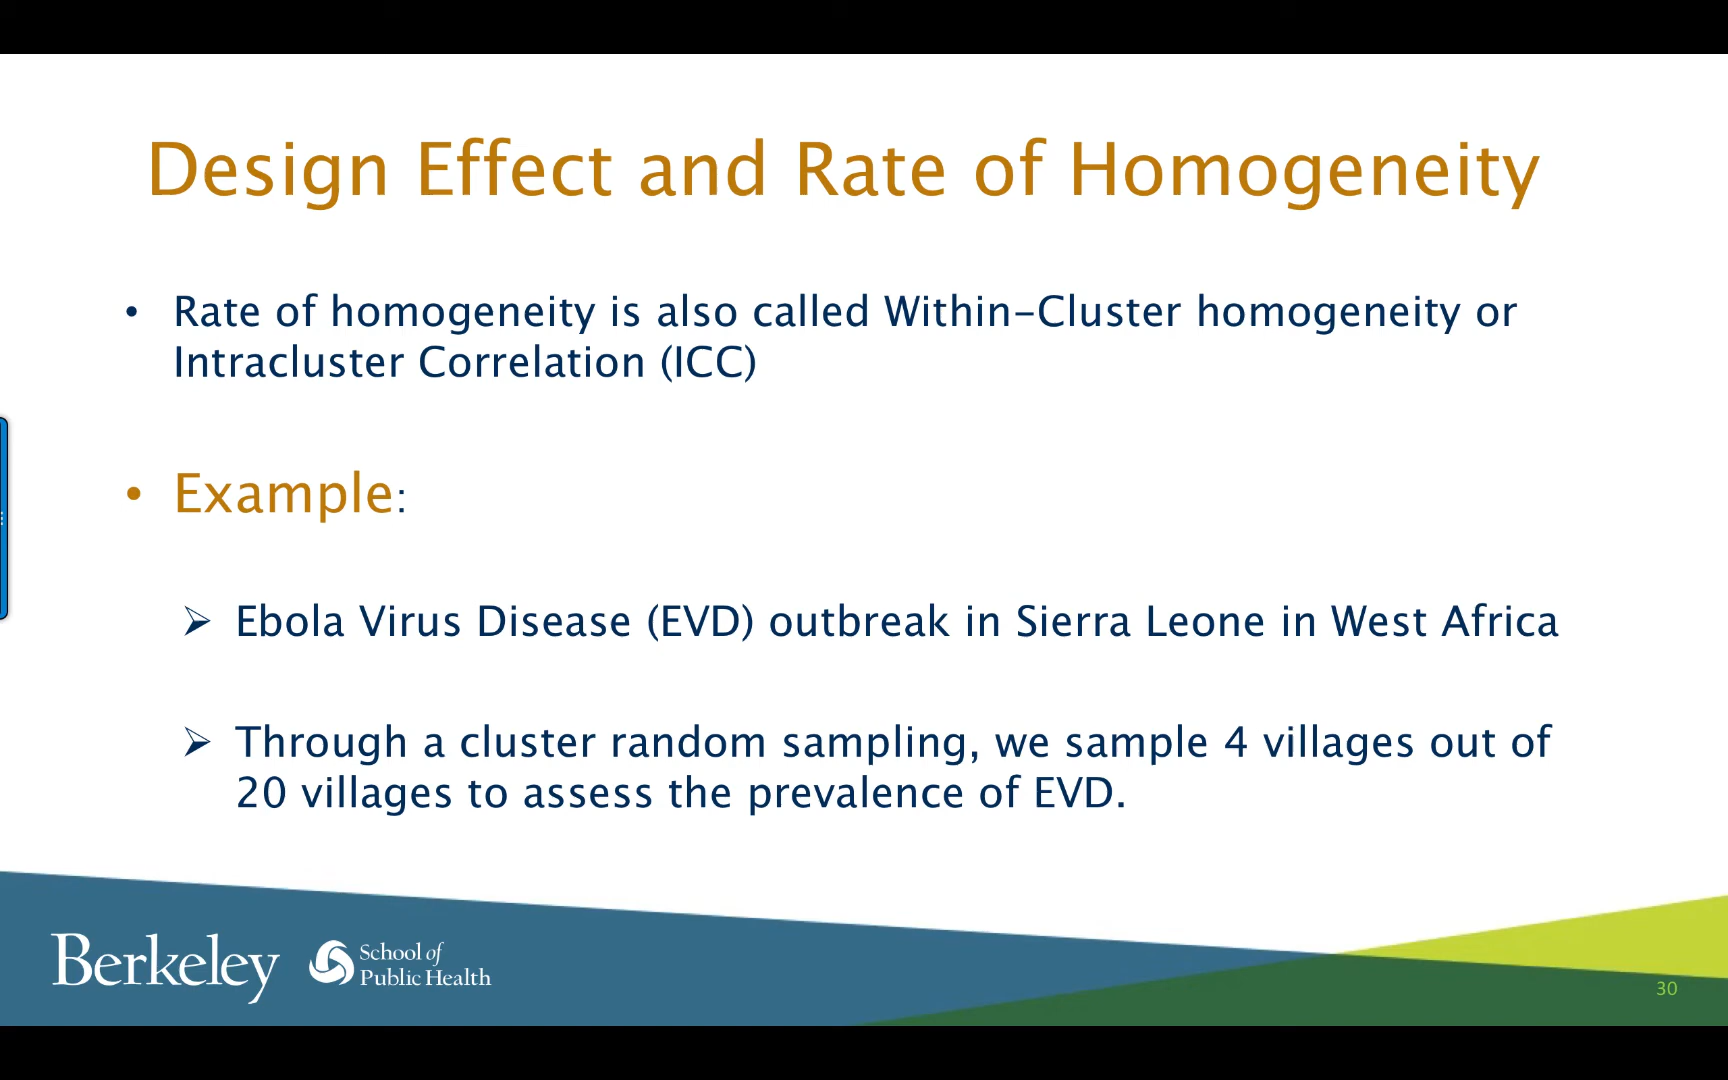 Design Effect and Rate of Homogeneity
• Rate of homogeneity is also called Within-Cluster homogeneity or
Intracluster Correlation (ICC)
• Example:
➢ Ebola Virus Disease (EVD) outbreak in Sierra Leone in West Africa
➢ Through a cluster random sampling, we sample 4 villages out of
20 villages to assess the prevalence of EVD.
Berkeley
School of
Public Health
30